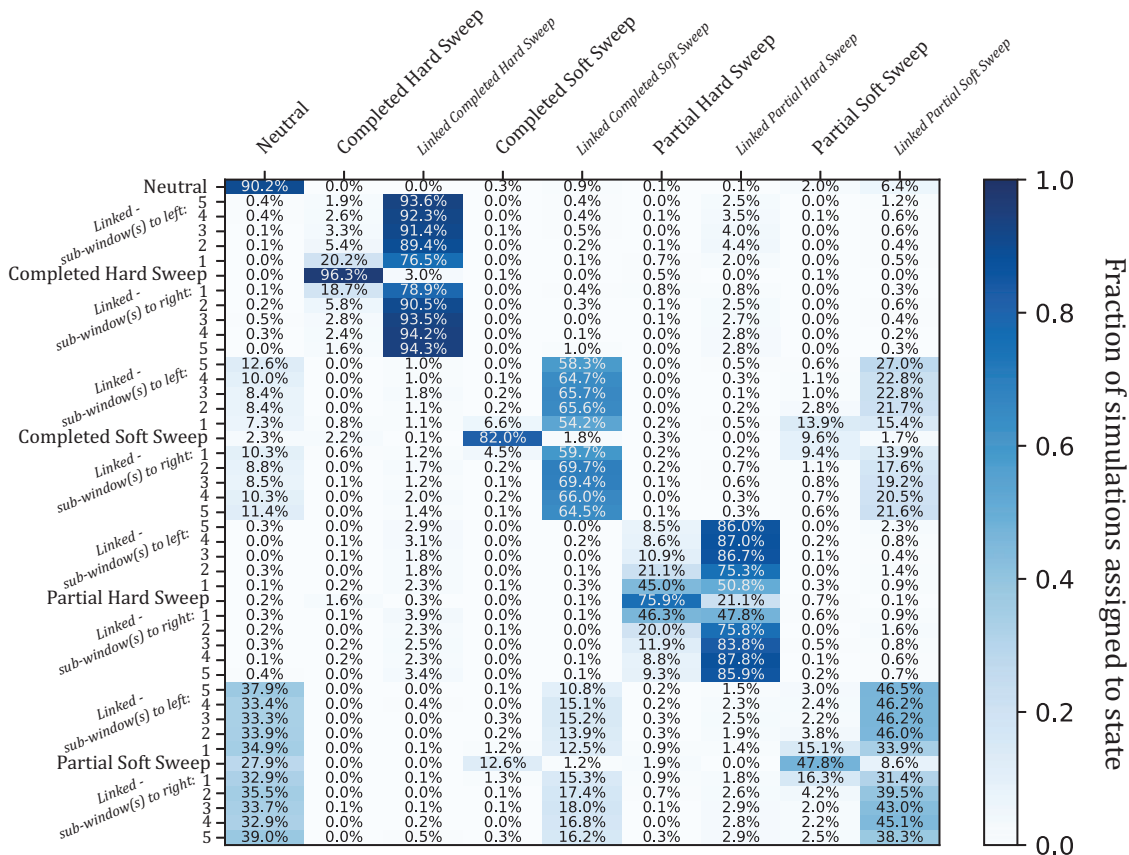 Neutral
Completed Hard Sweep
Linked Completed Hard Sweep
Completed Soft Sweep
Linked Completed Soft Sweep
Partial Hard Sweep
Linked Partial Hard Sweep
Partial Soft Sweep
Linked Partial Soft Sweep
Neutral 90.2% 0.0% 0.0% 0.3% 0.9% 0.1% 0.1% 2.0% 6.4%
Linked -
sub-window(s) to left:
5 0.4% 1.9% 93.6% 0.0% 0.4% 0.0% 2.5% 0.0% 1.2%
4 0.4% 2.6% 92.3% 0.0% 0.4% 0.1% 3.5% 0.1% 0.6%
3 0.1% 3.3% 91.4% 0.1% 0.5% 0.0% 4.0% 0.1% 0.6%
2 0.1% 5.4% 89.4% 0.0% 0.2% 0.1% 4.4% 0.0% 0.4%
1 0.0% 20.2% 76.5% 0.0% 0.1% 0.7% 2.0% 0.0% 0.5%
Completed Hard Sweep 0.0% 96.3% 3.0% 0.1% 0.0% 0.5% 0.0% 0.1% 0.0%
Linked -
sub-window(s) to right:
1 0.1% 18.7% 78.9% 0.0% 0.4% 0.8% 0.8% 0.0% 0.3%
2 0.2% 5.8% 90.5% 0.0% 0.3% 0.1% 2.5% 0.0% 0.6%
3 0.5% 2.8% 93.5% 0.0% 0.0% 0.1% 2.7% 0.0% 0.4%
4 0.3% 2.4% 94.2% 0.0% 0.1% 0.0% 2.8% 0.0% 0.2%
5 0.0% 1.6% 94.3% 0.0% 1.0% 0.0% 2.8% 0.0% 0.3%
Linked -
sub-window(s) to left:
5 12.6% 0.0% 1.0% 0.0% 58.3% 0.0% 0.5% 0.6% 27.0%
4 10.0% 0.0% 1.0% 0.1% 64.7% 0.0% 0.3% 1.1% 22.8%
3 8.4% 0.0% 1.8% 0.2% 65.7% 0.0% 0.1% 1.0% 22.8%
2 8.4% 0.0% 1.1% 0.2% 65.6% 0.0% 0.2% 2.8% 21.7%
1 7.3% 0.8% 1.1% 6.6% 54.2% 0.2% 0.5% 13.9% 15.4%
Completed Soft Sweep 2.3% 2.2% 0.1% 82.0% 1.8% 0.3% 0.0% 9.6% 1.7%
Linked -
sub-window(s) to right:
1 10.3% 0.6% 1.2% 4.5% 59.7% 0.2% 0.2% 9.4% 13.9%
2 8.8% 0.0% 1.7% 0.2% 69.7% 0.2% 0.7% 1.1% 17.6%
3 8.5% 0.1% 1.2% 0.1% 69.4% 0.1% 0.6% 0.8% 19.2%
4 10.3% 0.0% 2.0% 0.2% 66.0% 0.0% 0.3% 0.7% 20.5%
5 11.4% 0.0% 1.4% 0.1% 64.5% 0.1% 0.3% 0.6% 21.6%
Linked -
sub-window(s) to left:
5 0.3% 0.0% 2.9% 0.0% 0.0% 8.5% 86.0% 0.0% 2.3%
4 0.0% 0.1% 3.1% 0.0% 0.2% 8.6% 87.0% 0.2% 0.8%
3 0.0% 0.1% 1.8% 0.0% 0.0% 10.9% 86.7% 0.1% 0.4%
2 0.3% 0.0% 1.8% 0.0% 0.1% 21.1% 75.3% 0.0% 1.4%
1 0.1% 0.2% 2.3% 0.1% 0.3% 45.0% 50.8% 0.3% 0.9%
Partial Hard Sweep 0.2% 1.6% 0.3% 0.0% 0.1% 75.9% 21.1% 0.7% 0.1%
Linked -
sub-window(s) to right:
1 0.3% 0.1% 3.9% 0.0% 0.1% 46.3% 47.8% 0.6% 0.9%
2 0.2% 0.0% 2.3% 0.1% 0.0% 20.0% 75.8% 0.0% 1.6%
3 0.3% 0.2% 2.5% 0.0% 0.0% 11.9% 83.8% 0.5% 0.8%
4 0.1% 0.2% 2.3% 0.0% 0.1% 8.8% 87.8% 0.1% 0.6%
5 0.4% 0.0% 3.4% 0.0% 0.1% 9.3% 85.9% 0.2% 0.7%
Linked -
sub-window(s) to left:
5 37.9% 0.0% 0.0% 0.1% 10.8% 0.2% 1.5% 3.0% 46.5%
4 33.4% 0.0% 0.4% 0.0% 15.1% 0.2% 2.3% 2.4% 46.2%
3 33.3% 0.0% 0.0% 0.2% 15.2% 0.3% 2.5% 2.2% 46.2%
2 33.9% 0.0% 0.0% 0.2% 13.9% 0.3% 1.9% 3.8% 46.0%
1 34.9% 0.0% 0.1% 1.2% 12.5% 0.9% 1.4% 15.1% 33.9%
Partial Soft Sweep 27.9% 0.0% 0.0% 12.6% 1.2% 1.9% 0.0% 47.8% 8.6%
Linked -
sub-window(s) to right:
1 32.9% 0.0% 0.1% 1.3% 15.3% 0.9% 1.8% 16.3% 31.4%
2 35.5% 0.0% 0.1% 0.0% 17.4% 0.7% 2.6% 4.2% 39.5%
3 33.7% 0.1% 0.1% 0.1% 18.0% 0.1% 2.9% 2.0% 43.0%
4 32.9% 0.0% 0.2% 0.0% 16.8% 0.0% 2.8% 2.2% 45.1%
5 39.0% 0.0% 0.5% 0.3% 16.2% 0.3% 2.9% 2.5% 38.3%
1.0
0.8
0.6
0.4
0.2
0.0
Fraction of simulations assigned to state